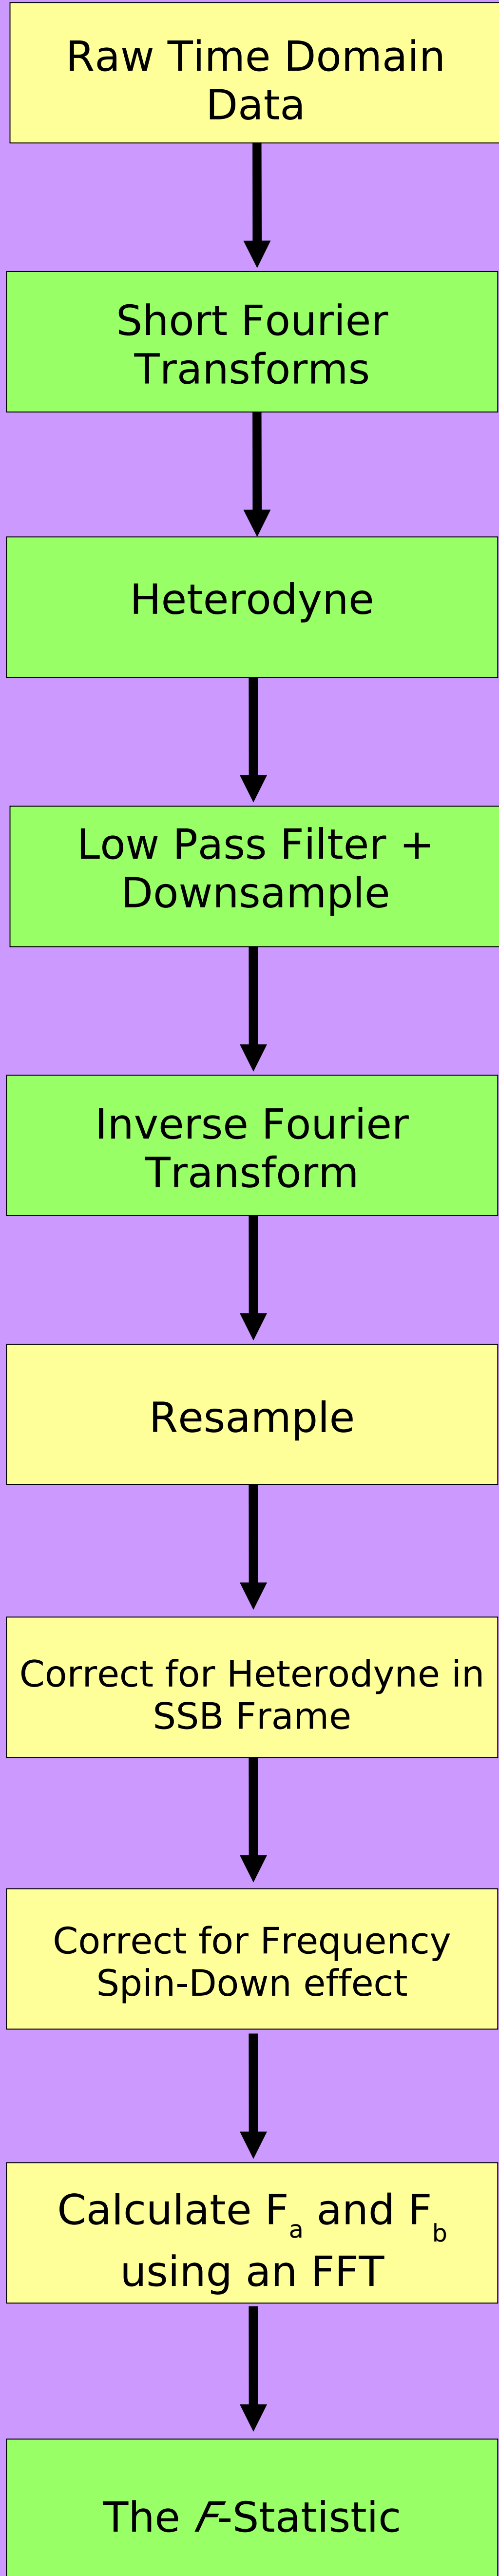 Raw Time Domain
Data
Short Fourier
Transforms
Heterodyne
Low Pass Filter +
Downsample
Inverse Fourier
Transform
Resample
Correct for Heterodyne in
SSB Frame
Correct for Frequency
Spin-Down effect
Calculate Fa and Fb
using an FFT
The F-Statistic